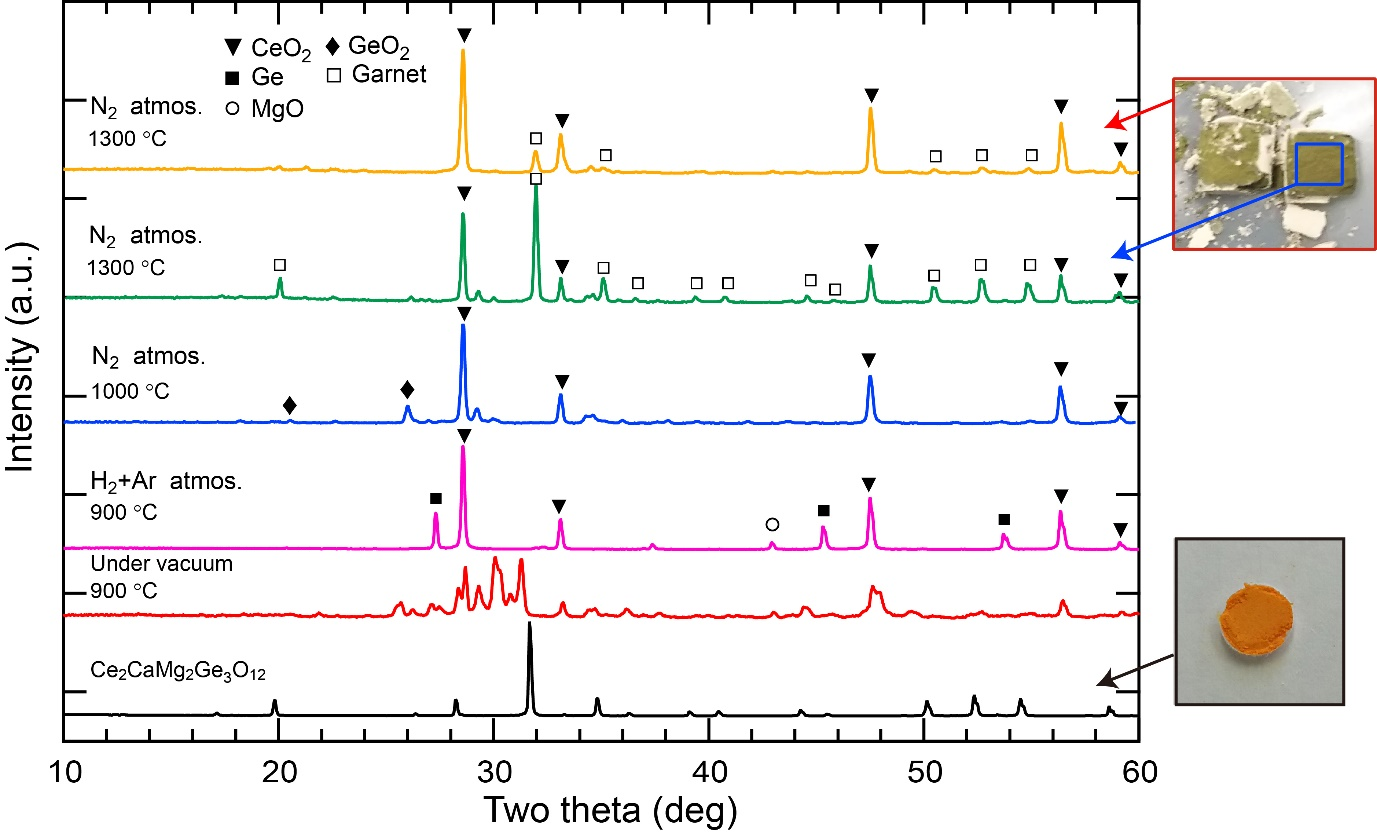 ▼ CeO₂ ◆ GeO₂
■ Ge □ Garnet
○ MgO
N₂ atmos.
1300 °C
N₂ atmos.
1300 °C
N₂ atmos.
1000 °C
H₂+Ar atmos.
900 °C
Under vacuum
900 °C
Ce₂CaMg₂Ge₃O₁₂
Intensity (a.u.)
10 20 30 40 50 60
Two theta (deg)